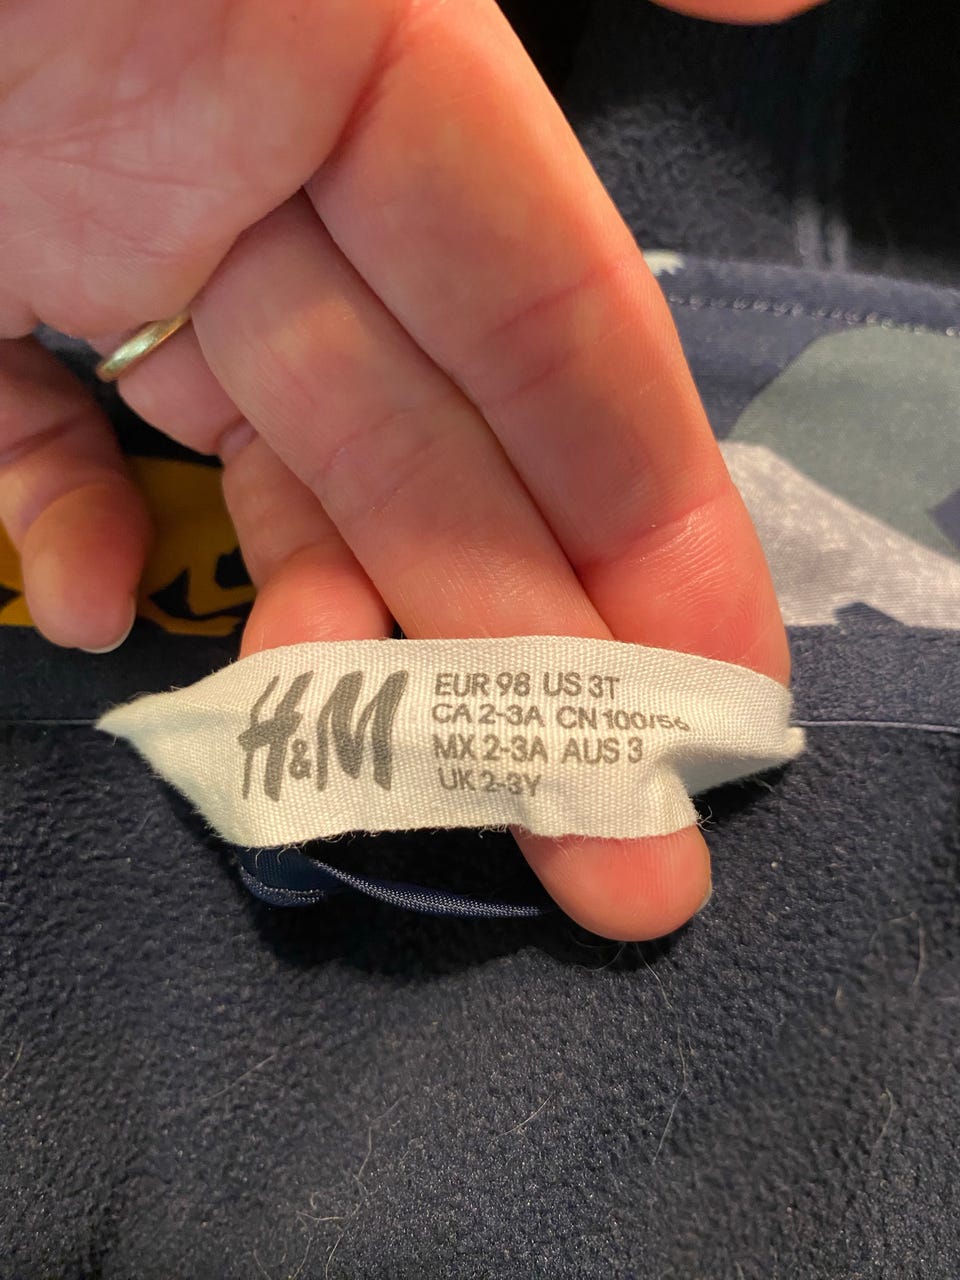 H&M
EUR 98 US 3T
CA 2-3A CN 100/56
MX 2-3A AUS 3
UK 2-3Y